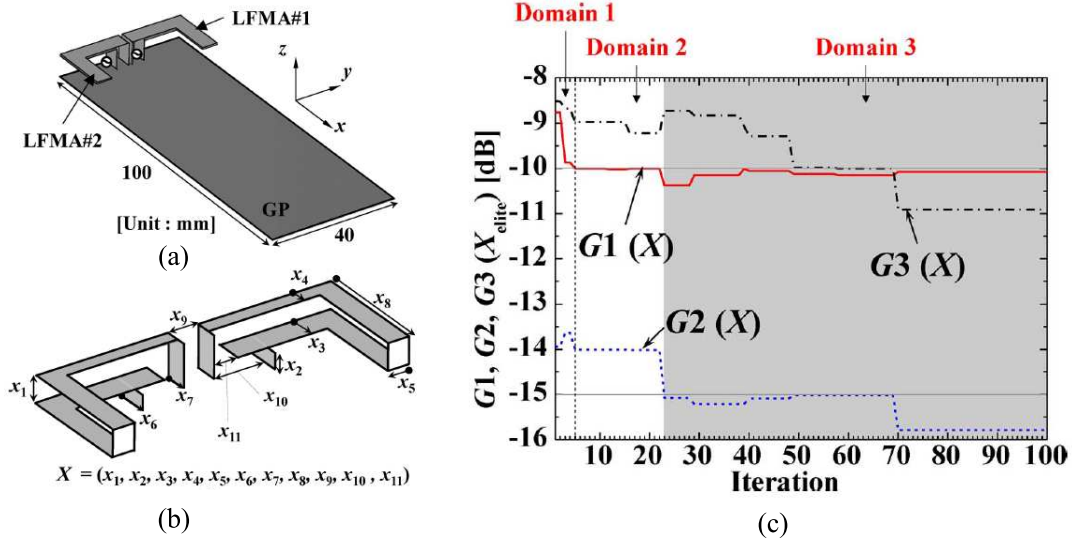 (a)
LFMA#1
LFMA#2
z
y
x
100
GP
40
[Unit : mm]
(a)
x4
x8
x9
x3
x1
x2
x7
x5
x6
x10
x11
X = (x1, x2, x3, x4, x5, x6, x7, x8, x9, x10 , x11)
(b)
Domain 1
Domain 2
Domain 3
-8
-9
-10
-11
-12
-13
-14
-15
-16
G1, G2, G3 (Xelite) [dB]
G1 (X)
G3 (X)
G2 (X)
10 20 30 40 50 60 70 80 90 100
Iteration
(c)